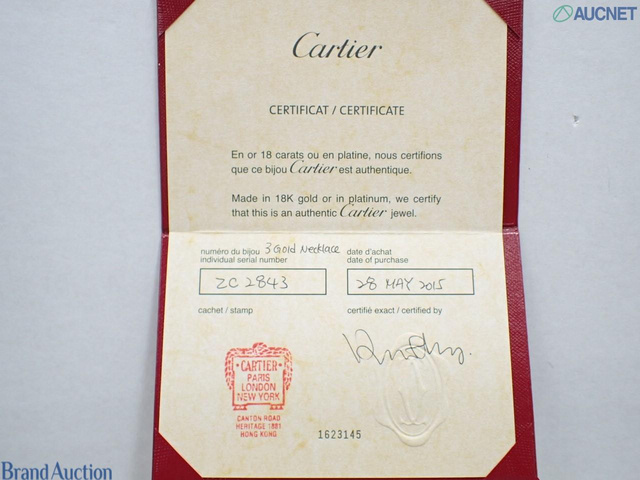 AUCNET
Cartier
CERTIFICAT / CERTIFICATE
En or 18 carats ou en platine, nous certifions
que ce bijou Cartier est authentique.
Made in 18K gold or in platinum, we certify
that this is an authentic Cartier jewel.
numéro du bijou 3 Gold Necklace
individual serial number
ZC 2843
date d'achat
date of purchase
28 MAY 2015
cachet / stamp
certifié exact / certified by
CARTIER
PARIS
LONDON
NEW YORK
CANTON ROAD
HERITAGE 1881
HONG KONG
1623145
Brand Auction